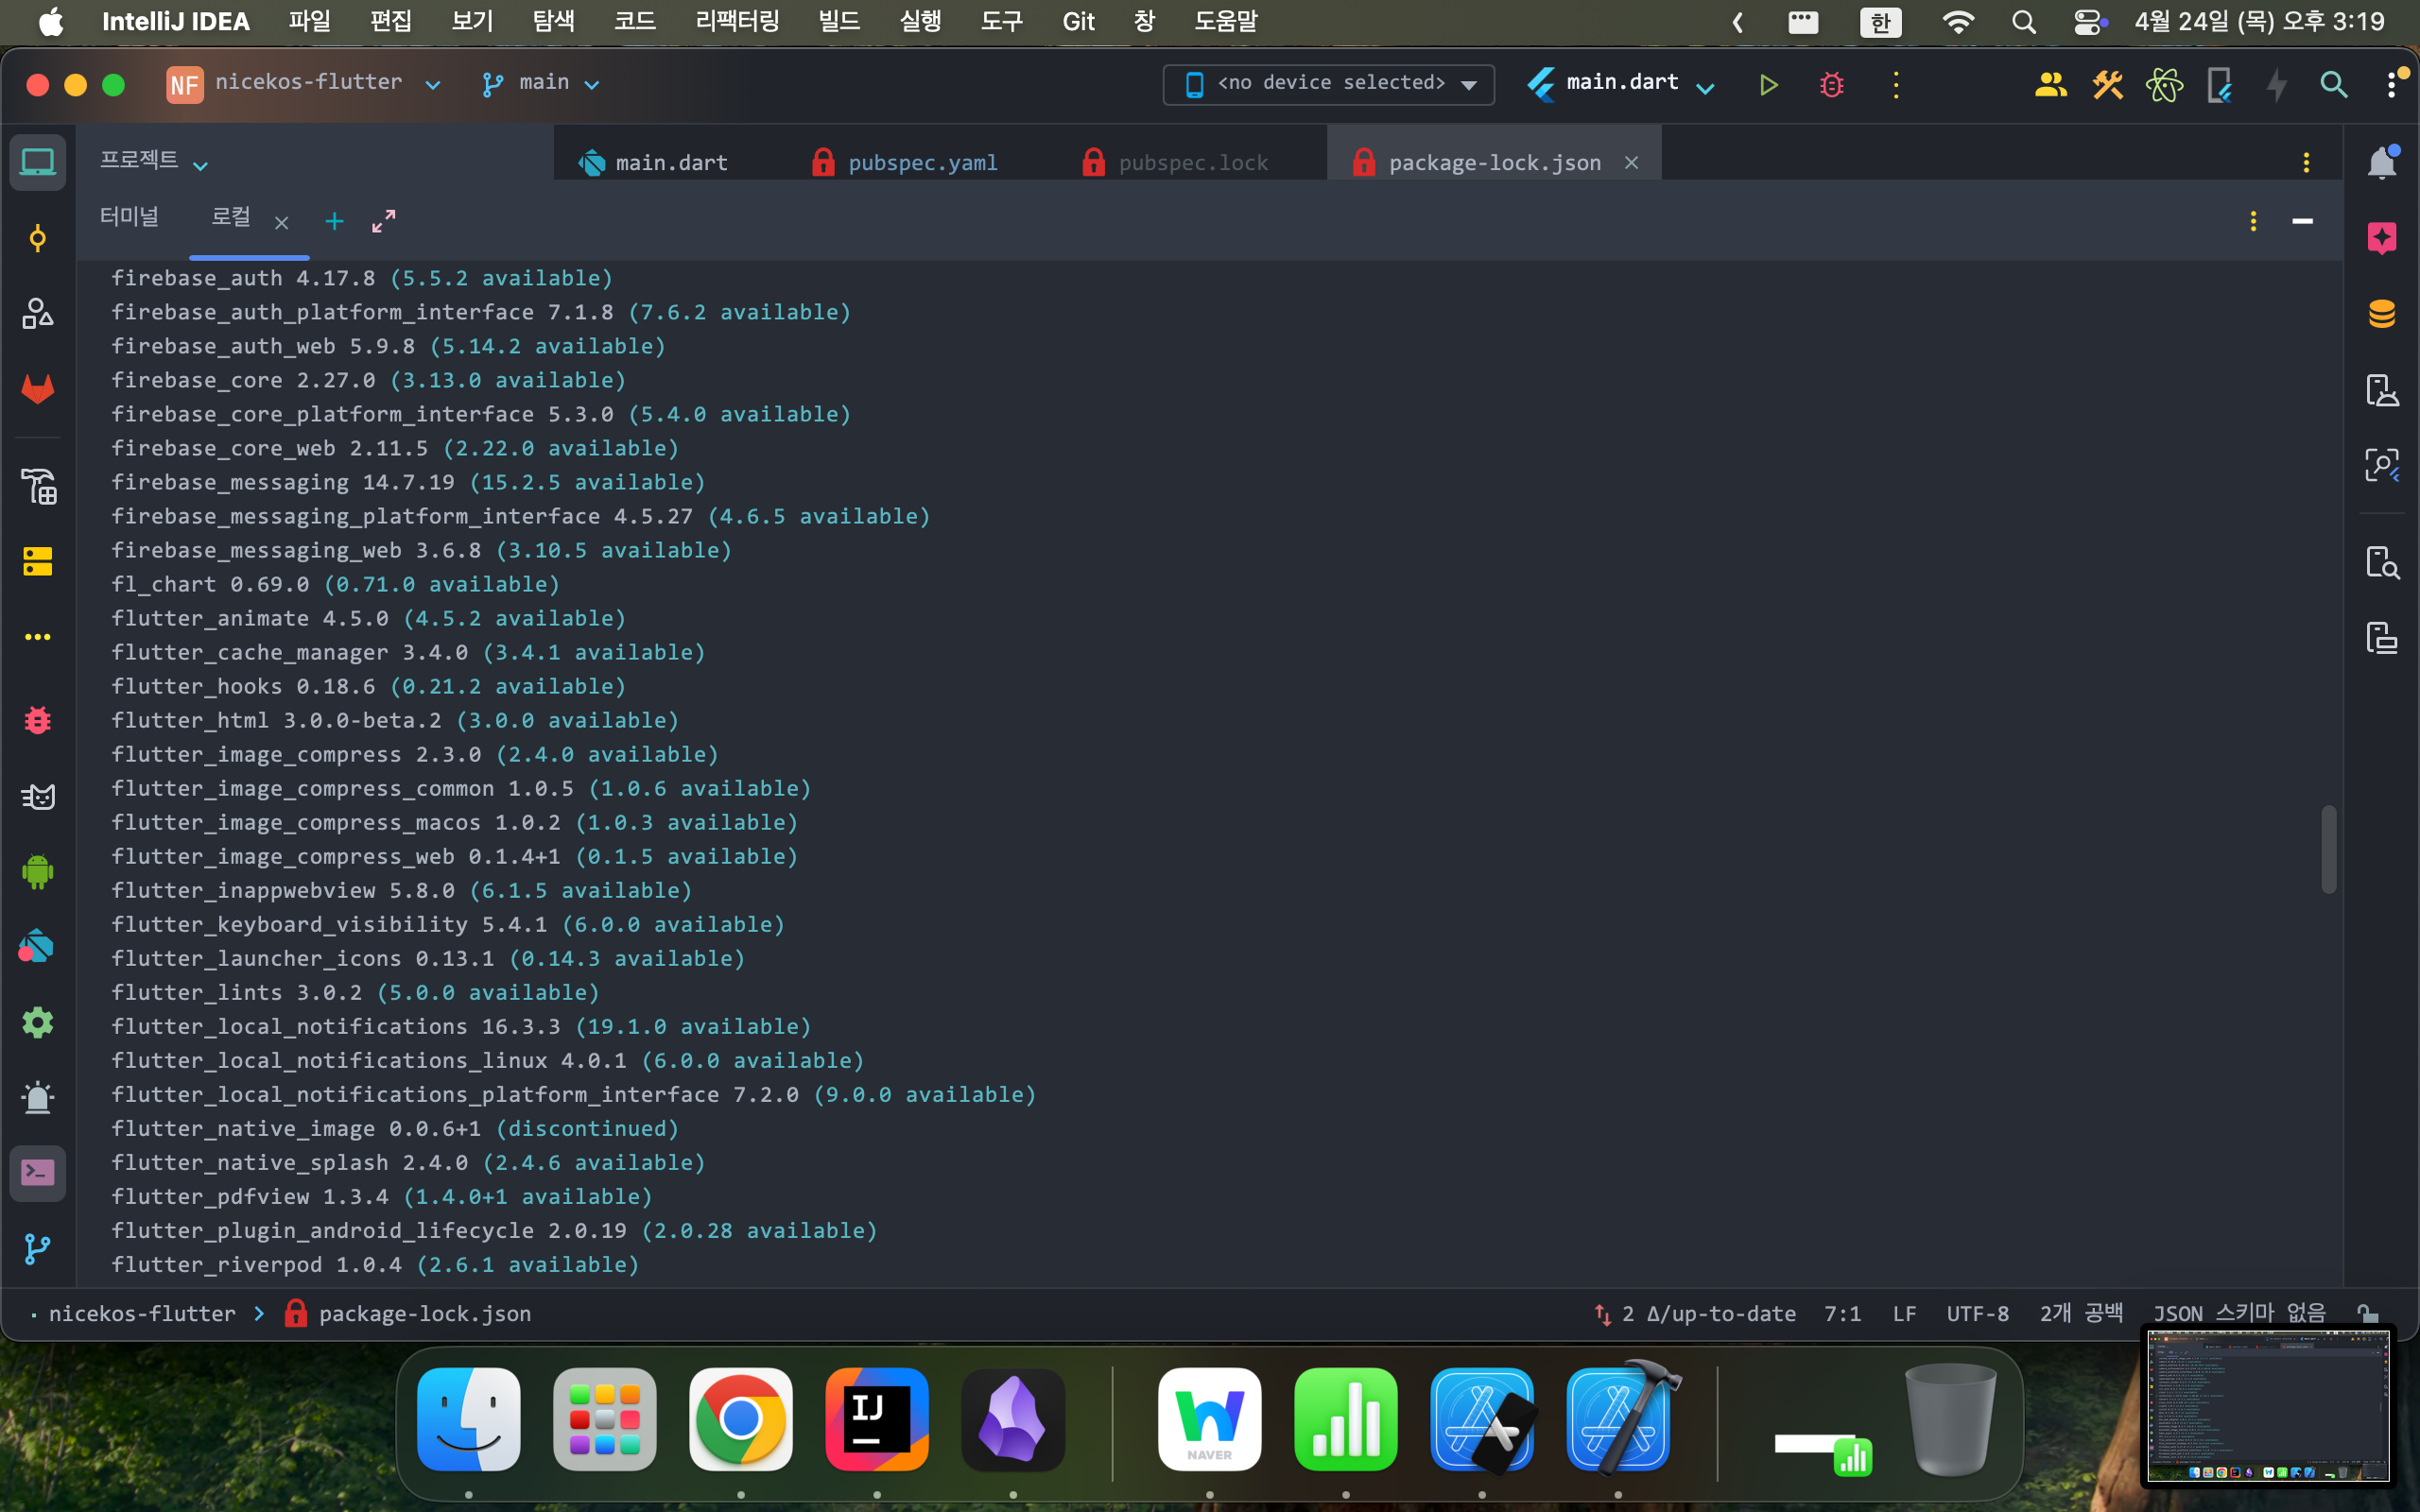 IntelliJ IDEA 파일 편집 보기 탐색 코드 리팩터링 빌드 실행 도구 Git 창 도움말 한 4월 24일 (목) 오후 3:19
NF nicekos-flutter main <no device selected> main.dart
프로젝트 main.dart pubspec.yaml pubspec.lock package-lock.json
터미널 로컬
firebase_auth 4.17.8 (5.5.2 available)
firebase_auth_platform_interface 7.1.8 (7.6.2 available)
firebase_auth_web 5.9.8 (5.14.2 available)
firebase_core 2.27.0 (3.13.0 available)
firebase_core_platform_interface 5.3.0 (5.4.0 available)
firebase_core_web 2.11.5 (2.22.0 available)
firebase_messaging 14.7.19 (15.2.5 available)
firebase_messaging_platform_interface 4.5.27 (4.6.5 available)
firebase_messaging_web 3.6.8 (3.10.5 available)
fl_chart 0.69.0 (0.71.0 available)
flutter_animate 4.5.0 (4.5.2 available)
flutter_cache_manager 3.4.0 (3.4.1 available)
flutter_hooks 0.18.6 (0.21.2 available)
flutter_html 3.0.0-beta.2 (3.0.0 available)
flutter_image_compress 2.3.0 (2.4.0 available)
flutter_image_compress_common 1.0.5 (1.0.6 available)
flutter_image_compress_macos 1.0.2 (1.0.3 available)
flutter_image_compress_web 0.1.4+1 (0.1.5 available)
flutter_inappwebview 5.8.0 (6.1.5 available)
flutter_keyboard_visibility 5.4.1 (6.0.0 available)
flutter_launcher_icons 0.13.1 (0.14.3 available)
flutter_lints 3.0.2 (5.0.0 available)
flutter_local_notifications 16.3.3 (19.1.0 available)
flutter_local_notifications_linux 4.0.1 (6.0.0 available)
flutter_local_notifications_platform_interface 7.2.0 (9.0.0 available)
flutter_native_image 0.0.6+1 (discontinued)
flutter_native_splash 2.4.0 (2.4.6 available)
flutter_pdfview 1.3.4 (1.4.0+1 available)
flutter_plugin_android_lifecycle 2.0.19 (2.0.28 available)
flutter_riverpod 1.0.4 (2.6.1 available)
nicekos-flutter package-lock.json 2 Δ/up-to-date 7:1 LF UTF-8 2개 공백 JSON 스키마 없음
IJ
NAVER